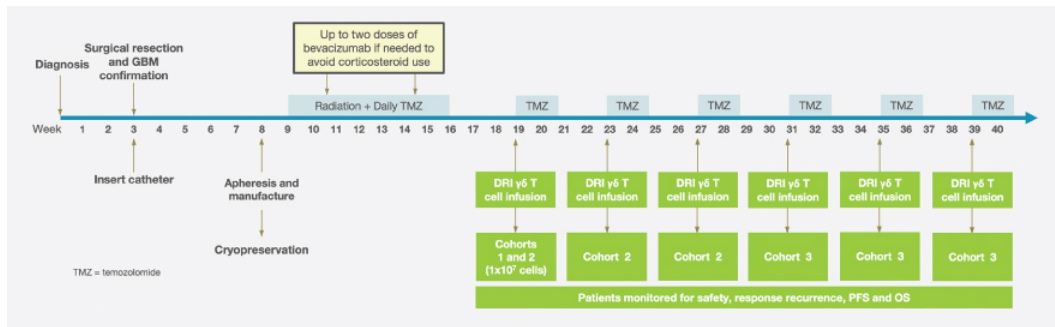 Diagnosis
Surgical resection
and GBM
confirmation
Up to two doses of
bevacizumab if needed to
avoid corticosteroid use
Radiation + Daily TMZ
TMZ
TMZ
TMZ
TMZ
TMZ
TMZ
Week 1 2 3 4 5 6 7 8 9 10 11 12 13 14 15 16 17 18 19 20 21 22 23 24 25 26 27 28 29 30 31 32 33 34 35 36 37 38 39 40
Insert catheter
Apheresis and
manufacture
Cryopreservation
DRI γδ T
cell infusion
DRI γδ T
cell infusion
DRI γδ T
cell infusion
DRI γδ T
cell infusion
DRI γδ T
cell infusion
DRI γδ T
cell infusion
Cohorts
1 and 2
(1x10⁷ cells)
Cohort 2
Cohort 2
Cohort 3
Cohort 3
Cohort 3
TMZ = temozolomide
Patients monitored for safety, response recurrence, PFS and OS